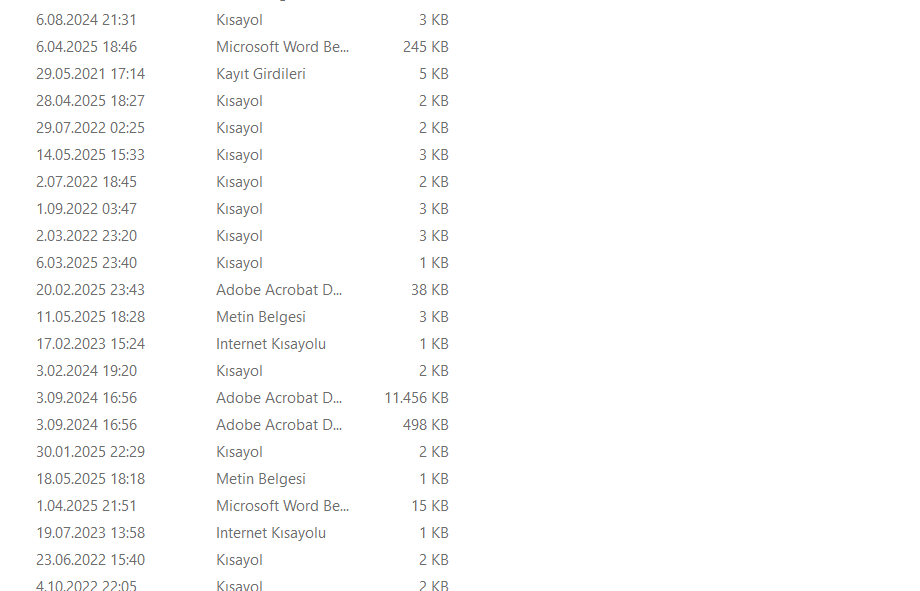 6.08.2024 21:31 Kısayol 3 KB
6.04.2025 18:46 Microsoft Word Be... 245 KB
29.05.2021 17:14 Kayıt Girdileri 5 KB
28.04.2025 18:27 Kısayol 2 KB
29.07.2022 02:25 Kısayol 2 KB
14.05.2025 15:33 Kısayol 3 KB
2.07.2022 18:45 Kısayol 2 KB
1.09.2022 03:47 Kısayol 3 KB
2.03.2022 23:20 Kısayol 3 KB
6.03.2025 23:40 Kısayol 1 KB
20.02.2025 23:43 Adobe Acrobat D... 38 KB
11.05.2025 18:28 Metin Belgesi 3 KB
17.02.2023 15:24 Internet Kısayolu 1 KB
3.02.2024 19:20 Kısayol 2 KB
3.09.2024 16:56 Adobe Acrobat D... 11.456 KB
3.09.2024 16:56 Adobe Acrobat D... 498 KB
30.01.2025 22:29 Kısayol 2 KB
18.05.2025 18:18 Metin Belgesi 1 KB
1.04.2025 21:51 Microsoft Word Be... 15 KB
19.07.2023 13:58 Internet Kısayolu 1 KB
23.06.2022 15:40 Kısayol 2 KB
4.10.2022 22:05 Kısayol 2 KB